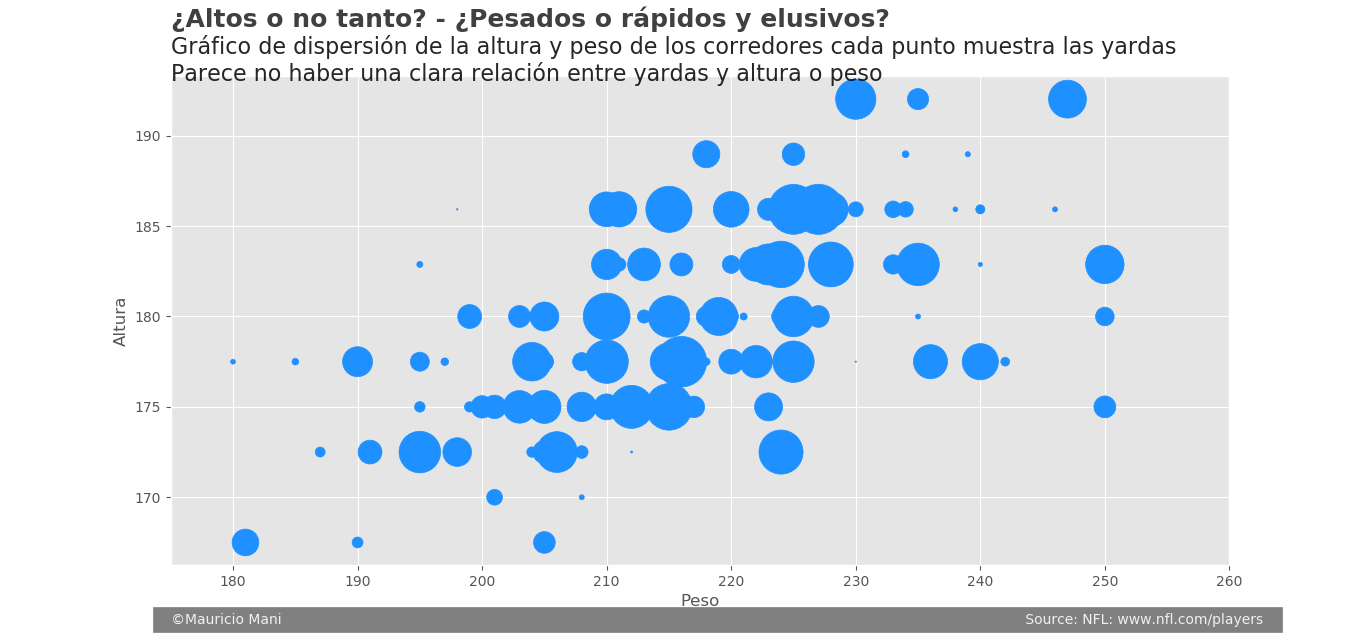 ¿Altos o no tanto? - ¿Pesados o rápidos y elusivos?
Gráfico de dispersión de la altura y peso de los corredores cada punto muestra las yardas
Parece no haber una clara relación entre yardas y altura o peso
190
185
180
175
170
Altura
180 190 200 210 220 230 240 250 260
Peso
©Mauricio Mani Source: NFL: www.nfl.com/players